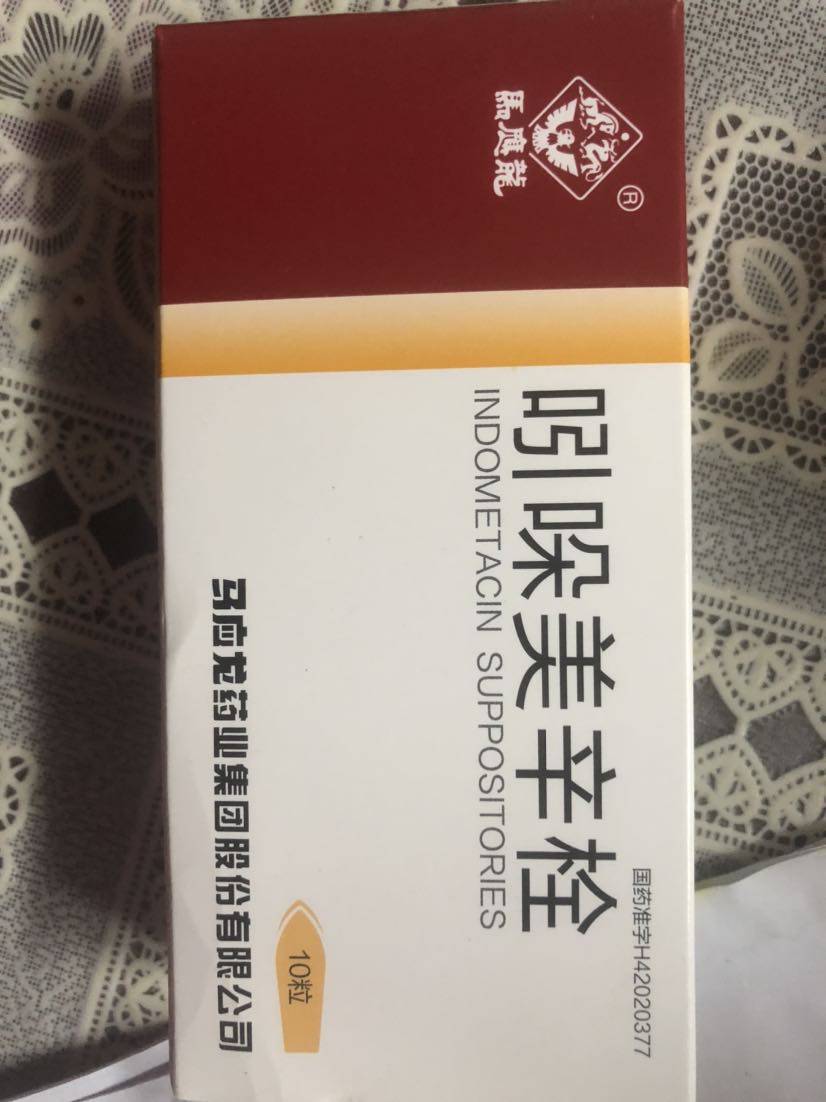 馬應龍
®
国药准字H42020377
吲哚美辛栓
INDOMETACIN SUPPOSITORIES
10粒
马应龙药业集团股份有限公司